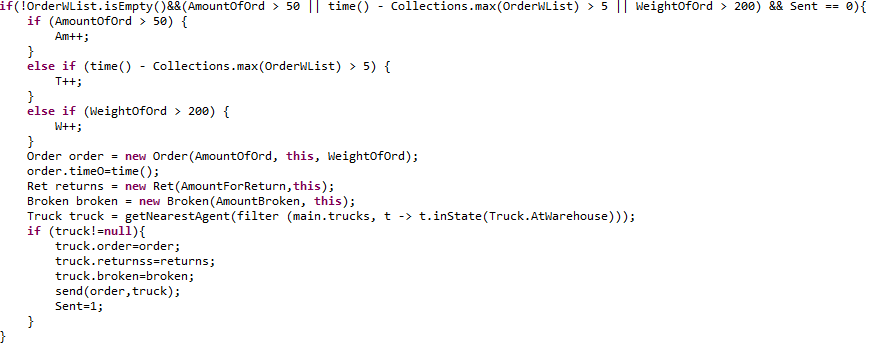 if(!OrderWList.isEmpty()&&(AmountOfOrd > 50 || time() - Collections.max(OrderWList) > 5 || WeightOfOrd > 200) && Sent == 0){
    if (AmountOfOrd > 50) {
        Am++;
    }
    else if (time() - Collections.max(OrderWList) > 5) {
        T++;
    }
    else if (WeightOfOrd > 200) {
        W++;
    }
    Order order = new Order(AmountOfOrd, this, WeightOfOrd);
    order.timeO=time();
    Ret returns = new Ret(AmountForReturn,this);
    Broken broken = new Broken(AmountBroken, this);
    Truck truck = getNearestAgent(filter (main.trucks, t -> t.inState(Truck.AtWarehouse)));
    if (truck!=null){
        truck.order=order;
        truck.returnss=returns;
        truck.broken=broken;
        send(order,truck);
        Sent=1;
    }
}